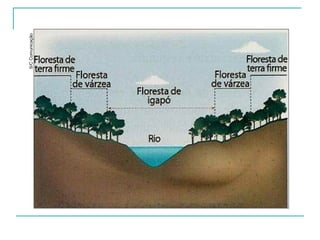 Floresta de
terra firme
Floresta
de várzea
Floresta de
igapó
Floresta
de várzea
Floresta de
terra firme
Rio